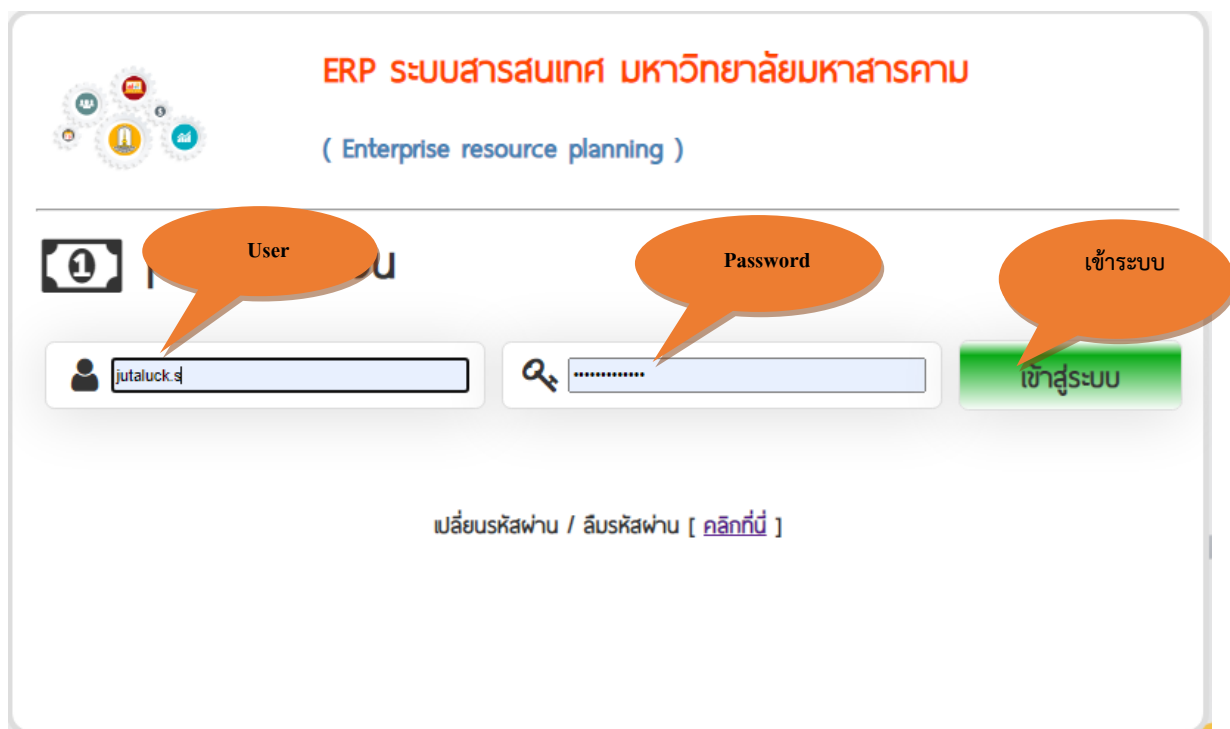 ERP ระบบสารสนเทศ มหาวิทยาลัยมหาสารคาม
( Enterprise resource planning )
User
Password
เข้าระบบ
jutaluck.s
เข้าสู่ระบบ
เปลี่ยนรหัสผ่าน / ลืมรหัสผ่าน [ คลิกที่นี่ ]